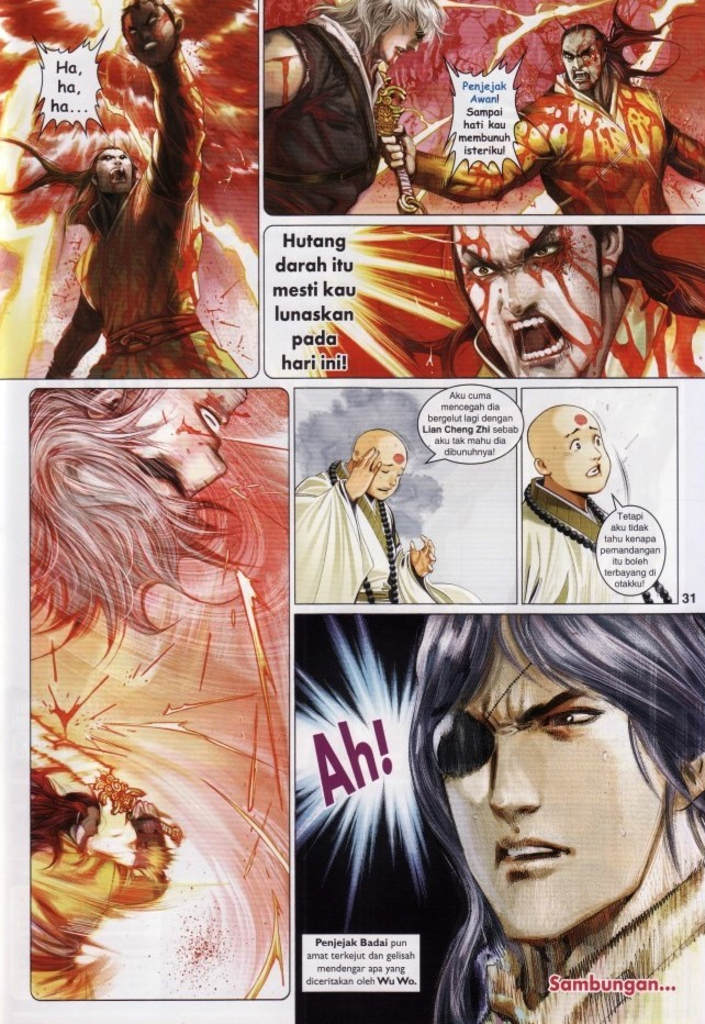 Ha,
ha,
ha...
Penjejak
Awan!
Sampai
hati kau
membunuh
isteriku!
Hutang
darah itu
mesti kau
lunaskan
pada
hari ini!
Aku cuma
mencegah dia
bergelut lagi dengan
Lian Cheng Zhi sebab
aku tak mahu dia
dibunuhnya!
Tetapi
aku tidak
tahu kenapa
pemandangan
itu boleh
terbayang di
otakku!
31
Ah!
Penjejak Badai pun
amat terkejut dan gelisah
mendengar apa yang
diceritakan oleh Wu Wo.
Sambungan...